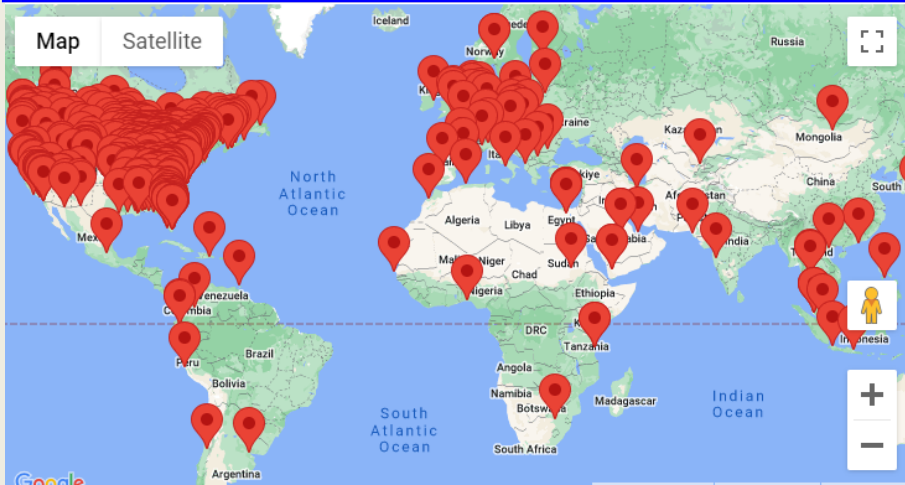 Map
Satellite
Iceland
Norway
Russia
Kazakhstan
Mongolia
China
South
North
Atlantic
Ocean
Algeria
Libya
Egypt
India
Mali
Niger
Sudan
Chad
Nigeria
Ethiopia
Venezuela
Colombia
DRC
Tanzania
Brazil
Peru
Angola
Bolivia
Namibia
Botswana
Madagascar
Indian
Ocean
South
Atlantic
Ocean
South Africa
Argentina
Indonesia
Google